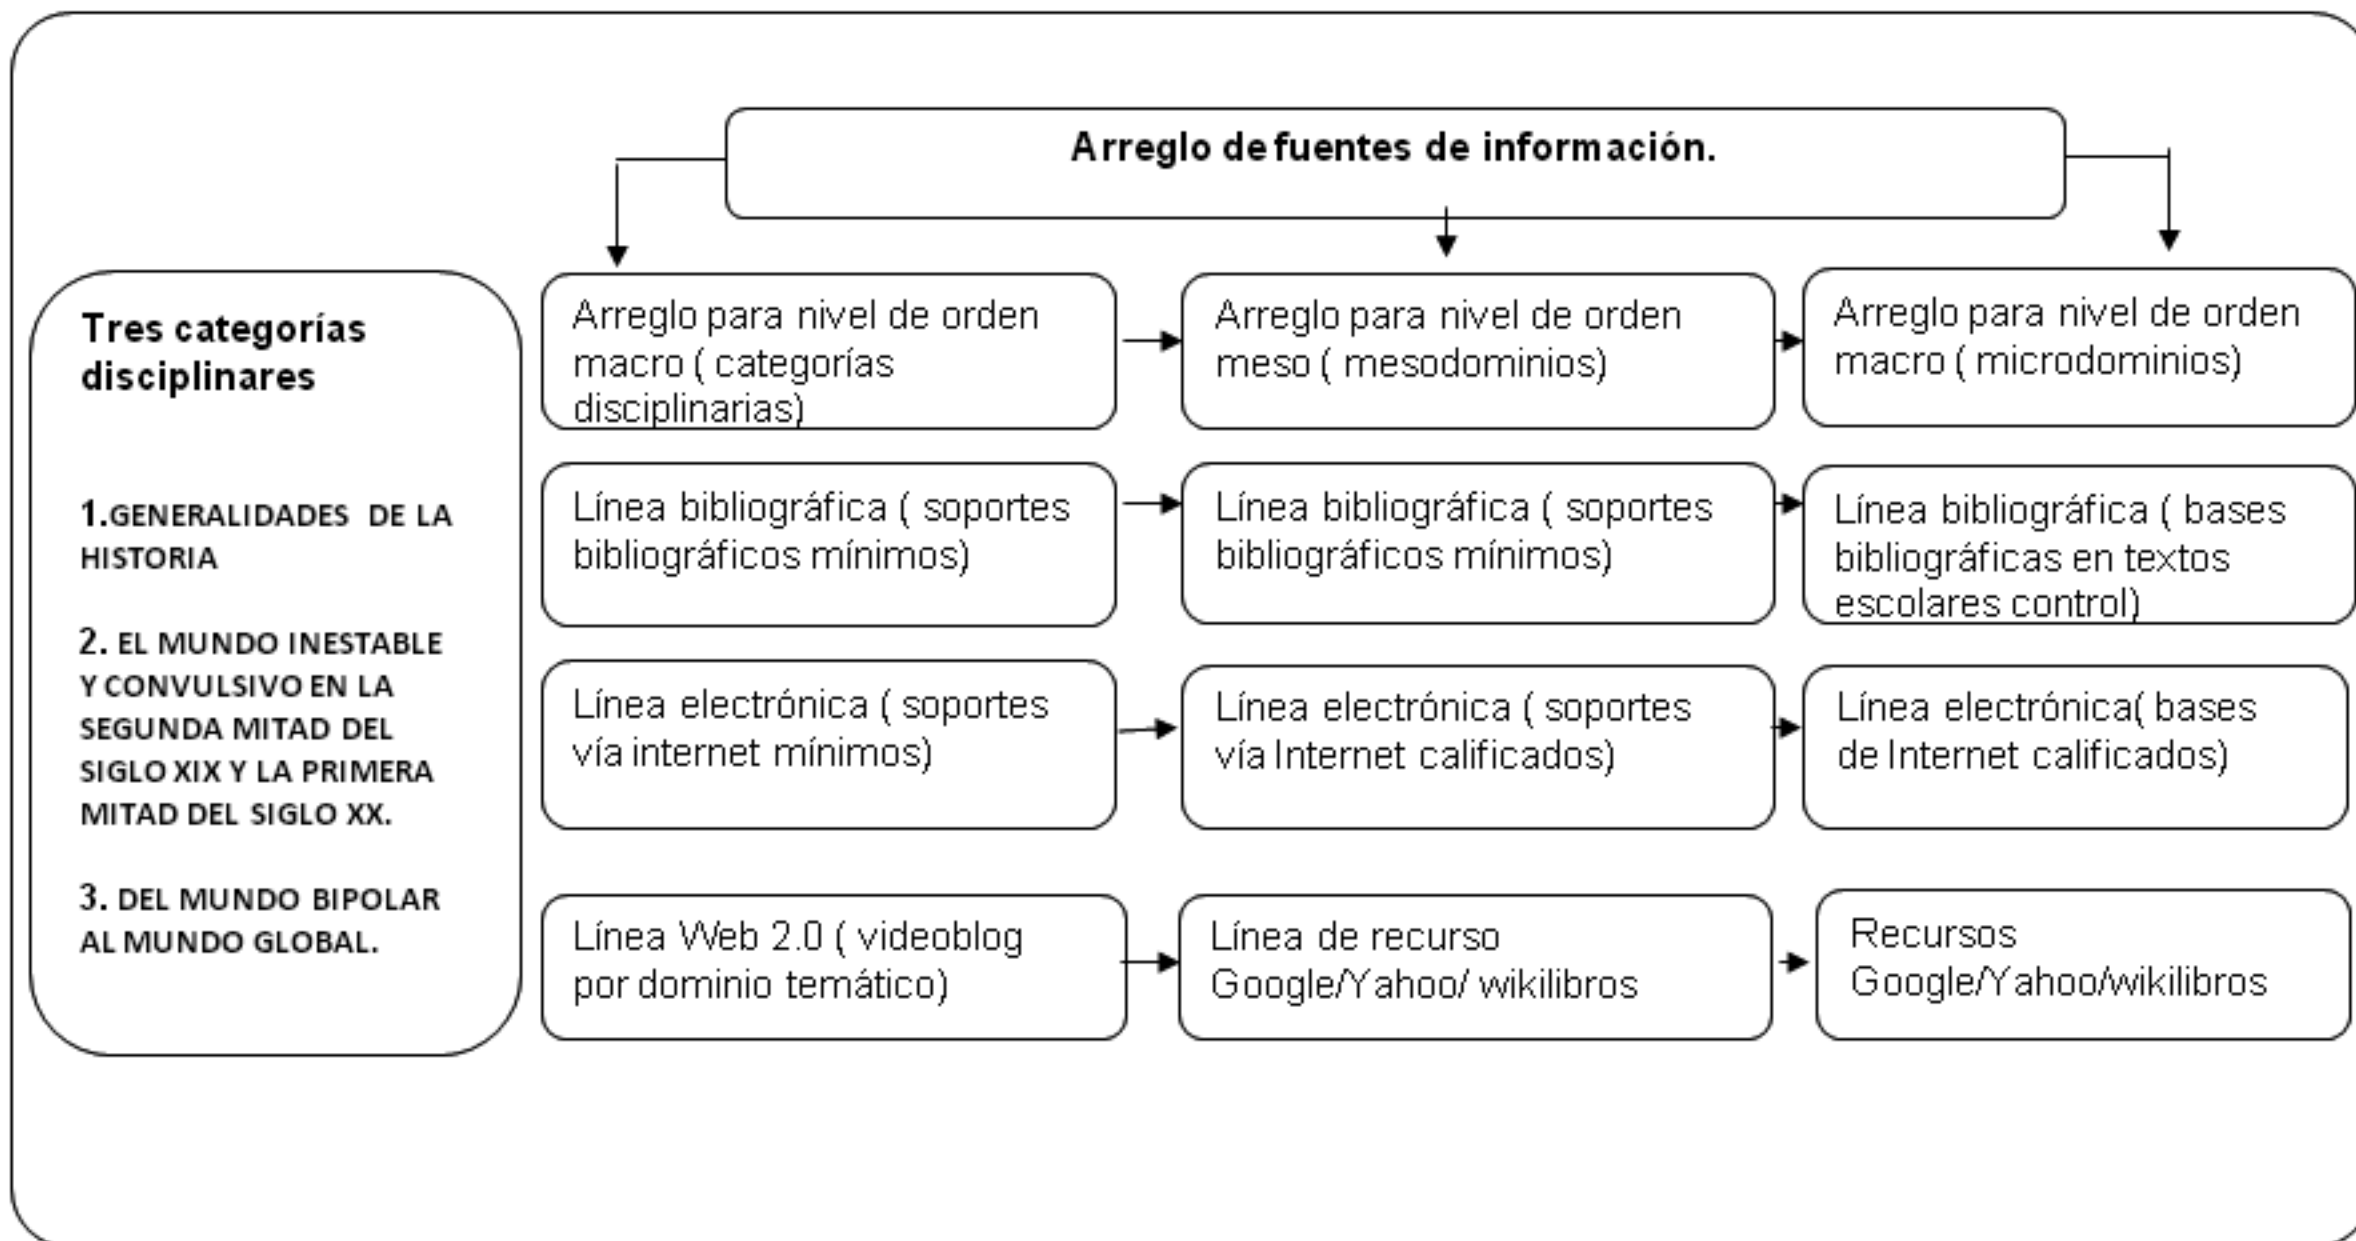 Arreglo de fuentes de información.
Tres categorías
disciplinares
1.GENERALIDADES DE LA
HISTORIA
2. EL MUNDO INESTABLE
Y CONVULSIVO EN LA
SEGUNDA MITAD DEL
SIGLO XIX Y LA PRIMERA
MITAD DEL SIGLO XX.
3. DEL MUNDO BIPOLAR
AL MUNDO GLOBAL.
Arreglo para nivel de orden
macro ( categorías
disciplinarias)
Arreglo para nivel de orden
meso ( mesodominios)
Arreglo para nivel de orden
macro ( microdominios)
Línea bibliográfica ( soportes
bibliográficos mínimos)
Línea bibliográfica ( soportes
bibliográficos mínimos)
Línea bibliográfica ( bases
bibliográficas en textos
escolares control)
Línea electrónica ( soportes
vía internet mínimos)
Línea electrónica ( soportes
vía Internet calificados)
Línea electrónica( bases
de Internet calificados)
Línea Web 2.0 ( videoblog
por dominio temático)
Línea de recurso
Google/Yahoo/ wikilibros
Recursos
Google/Yahoo/wikilibros